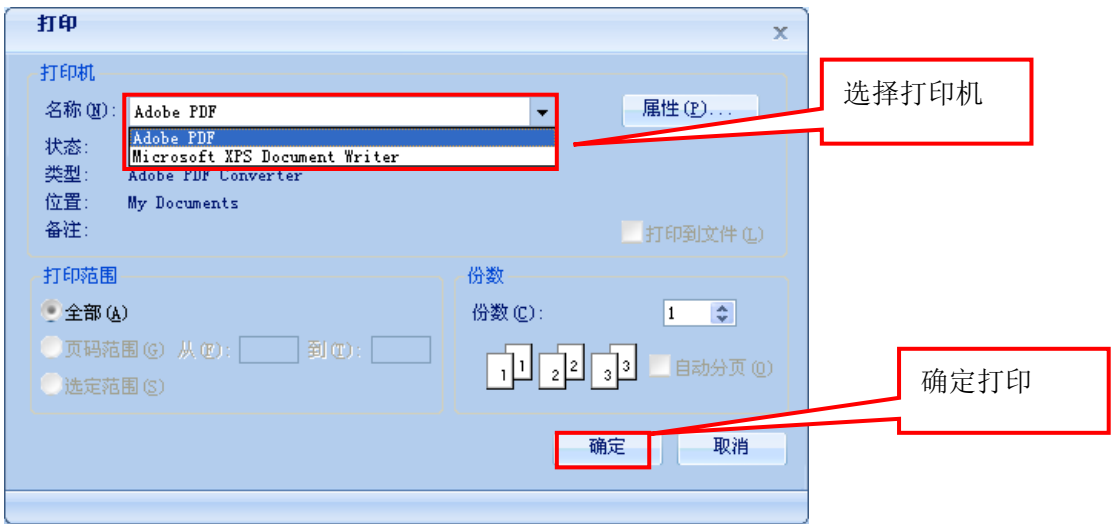 打印
打印机
名称(N): Adobe PDF 属性(P)...
Adobe PDF
Microsoft XPS Document Writer
状态:
类型: Adobe PDF Converter
位置: My Documents
备注:
打印到文件(L)
选择打印机
打印范围
全部(A)
页码范围(G) 从(F): 到(T):
选定范围(S)
份数
份数(C): 1
1 1 2 2 3 3 自动分页(O)
确定打印
确定 取消